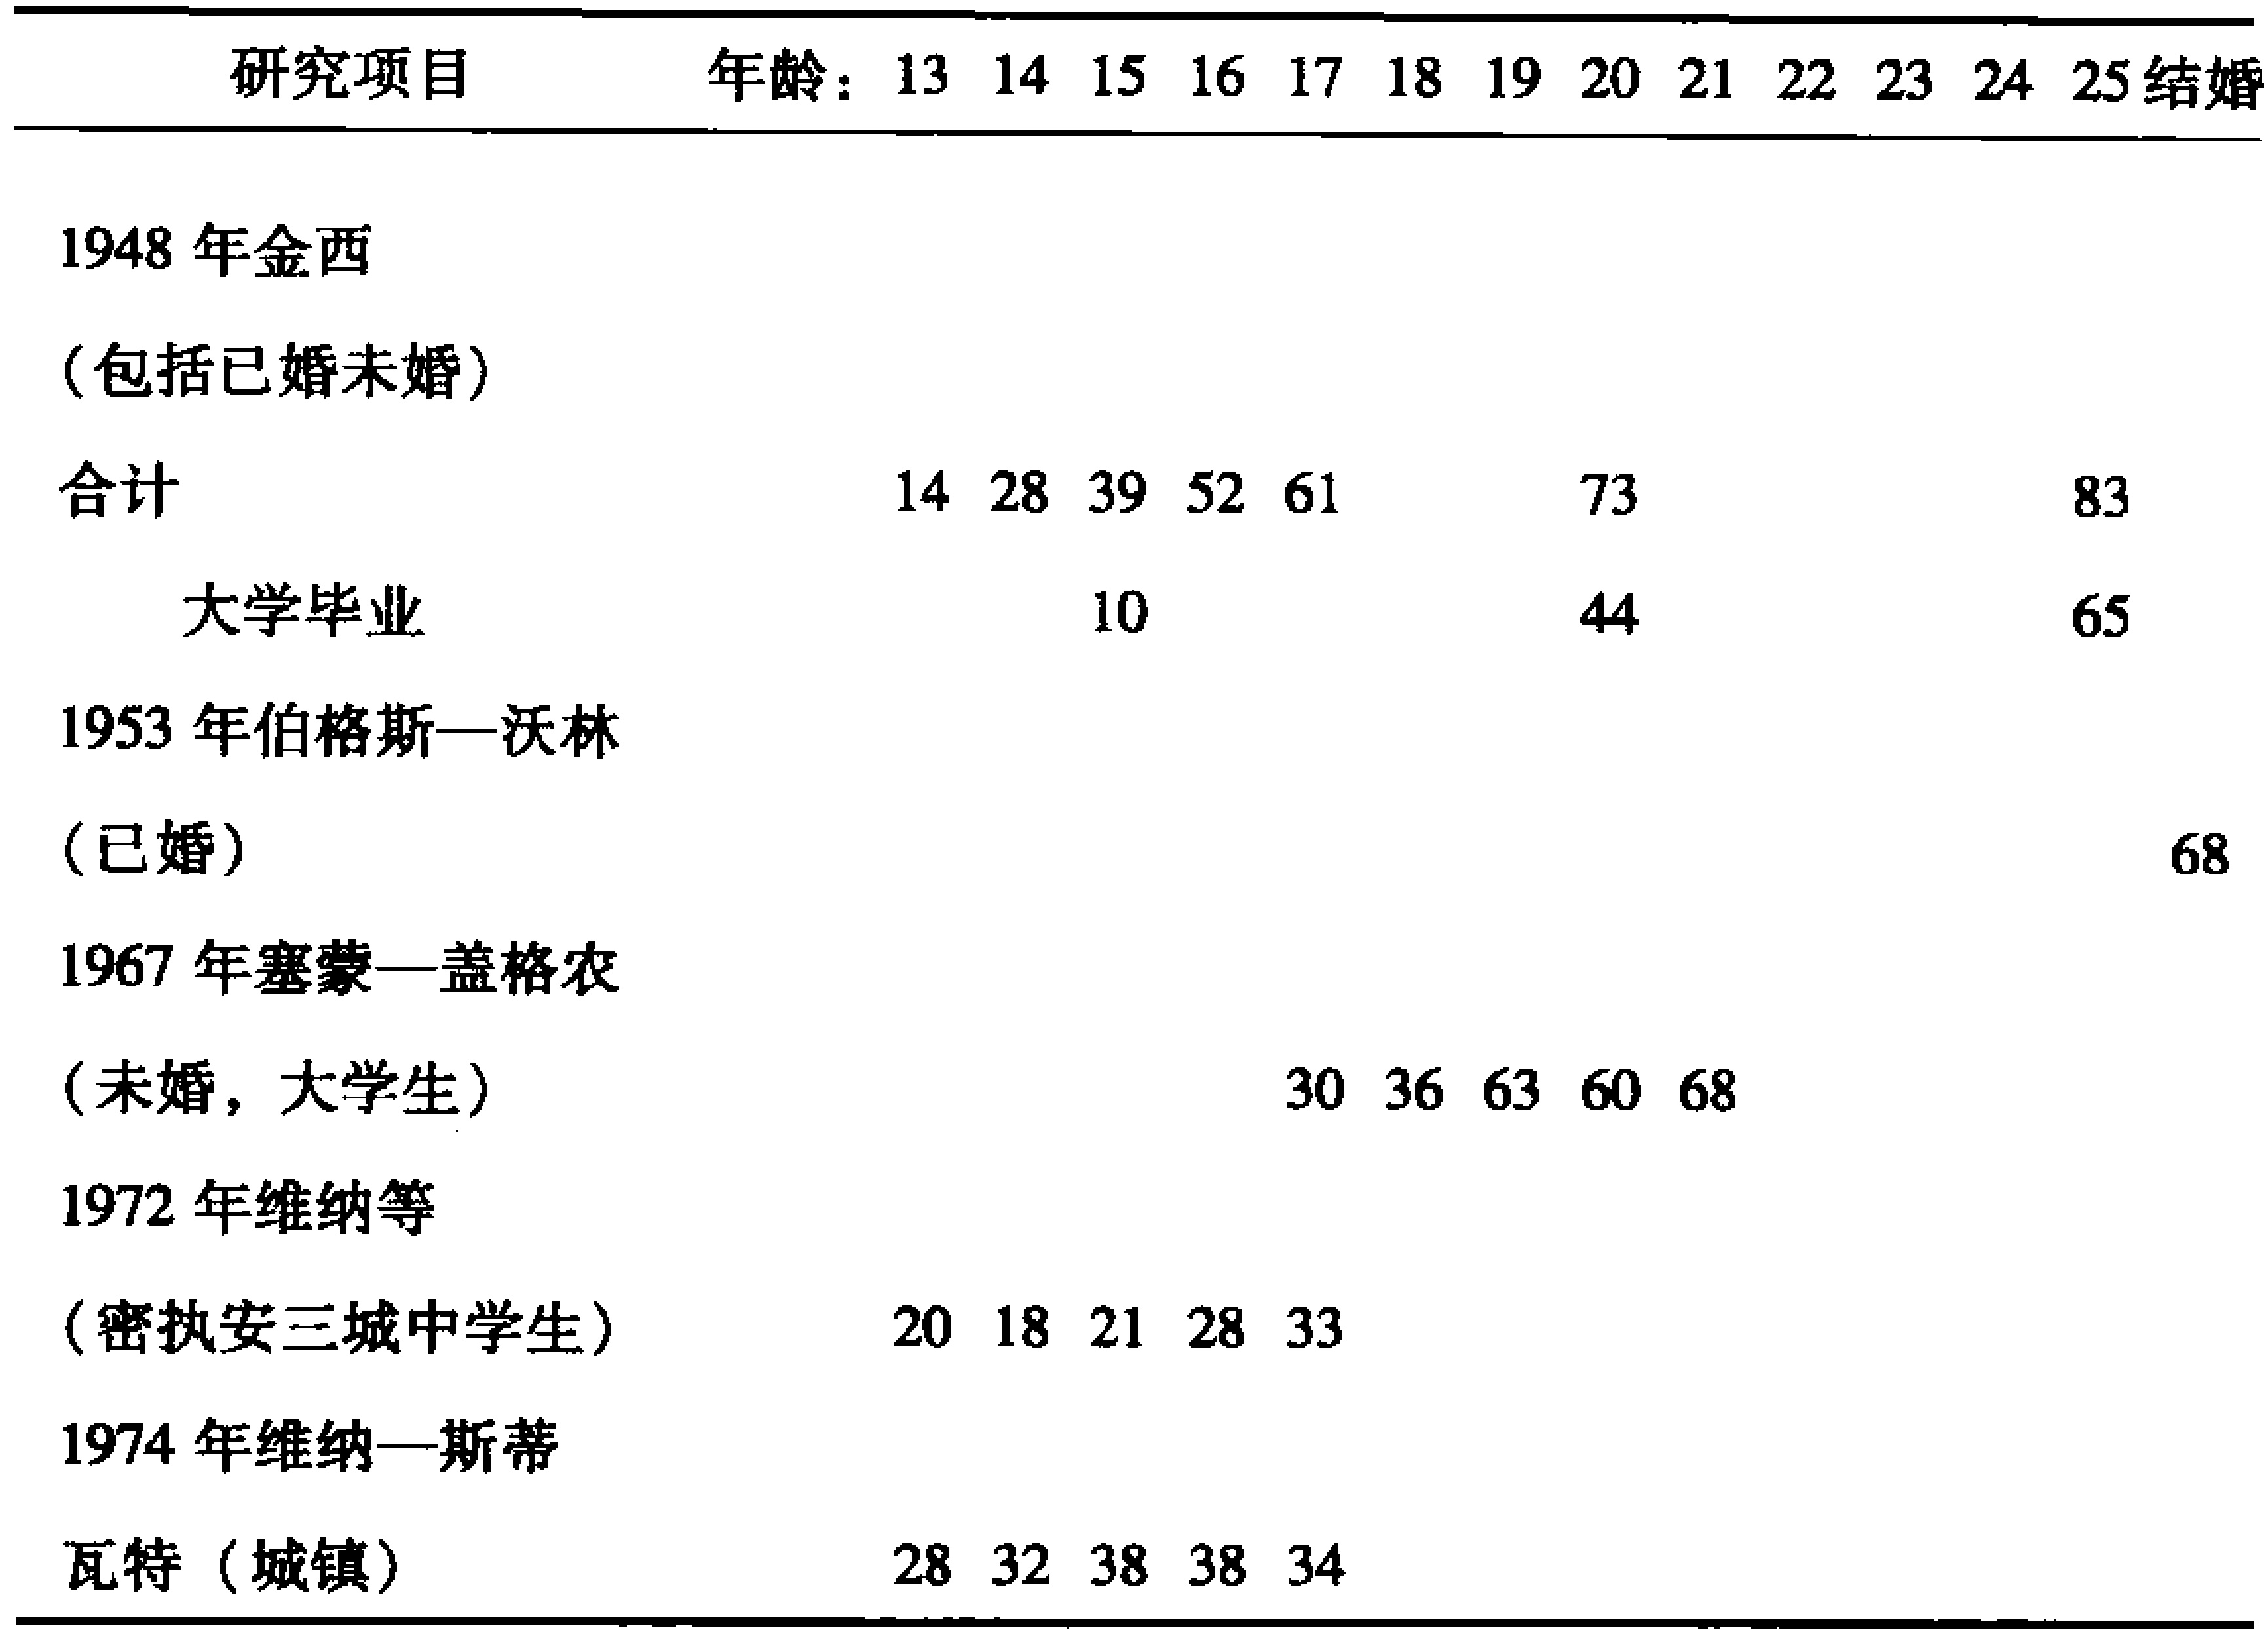 研究项目 年龄: 13 14 15 16 17 18 19 20 21 22 23 24 25 结婚
1948 年金西
(包括已婚未婚)
合计 14 28 39 52 61 73 83
大学毕业 10 44 65
1953 年伯格斯—沃林
(已婚) 68
1967 年塞蒙—盖格农
(未婚，大学生) 30 36 63 60 68
1972 年维纳等
(密执安三城中学生) 20 18 21 28 33
1974 年维纳—斯蒂
瓦特 (城镇) 28 32 38 38 34